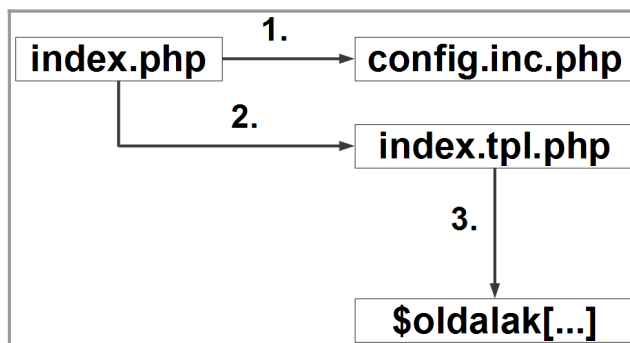 1.
index.php
config.inc.php
2.
index.tpl.php
3.
$oldalak[...]